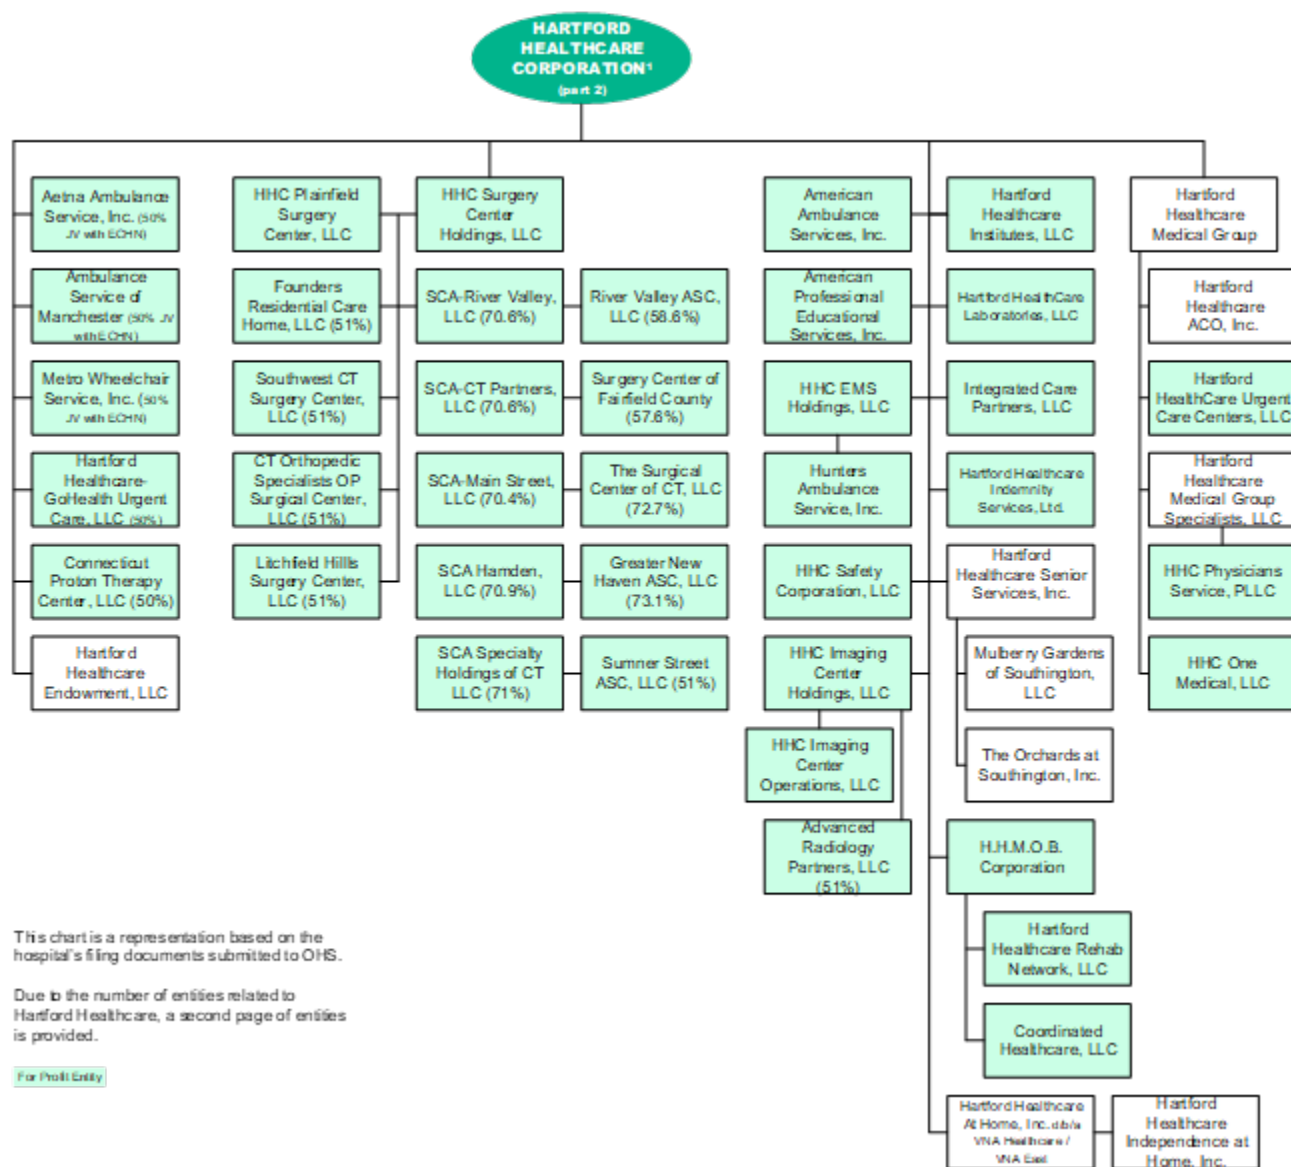 HARTFORD
HEALTHCARE
CORPORATION¹
(part 2)
Aetna Ambulance
Service, Inc. (50%
JV with ECHN)
Ambulance
Service of
Manchester (50% JV
with ECHN)
Metro Wheelchair
Service, Inc. (50%
JV with ECHN)
Hartford
Healthcare-
GoHealth Urgent
Care, LLC (50%)
Connecticut
Proton Therapy
Center, LLC (50%)
Hartford
Healthcare
Endowment, LLC
HHC Plainfield
Surgery
Center, LLC
Founders
Residential Care
Home, LLC (51%)
Southwest CT
Surgery Center,
LLC (51%)
CT Orthopedic
Specialists OP
Surgical Center,
LLC (51%)
Litchfield Hillls
Surgery Center,
LLC (51%)
HHC Surgery
Center
Holdings, LLC
SCA-River Valley,
LLC (70.6%)
River Valley ASC,
LLC (58.6%)
SCA-CT Partners,
LLC (70.6%)
Surgery Center of
Fairfield County
(57.6%)
SCA-Main Street,
LLC (70.4%)
The Surgical
Center of CT, LLC
(72.7%)
SCA Hamden,
LLC (70.9%)
Greater New
Haven ASC, LLC
(73.1%)
SCA Specialty
Holdings of CT
LLC (71%)
Sumner Street
ASC, LLC (51%)
American
Ambulance
Services, Inc.
American
Professional
Educational
Services, Inc.
HHC EMS
Holdings, LLC
Hunters
Ambulance
Service, Inc.
HHC Safety
Corporation, LLC
HHC Imaging
Center
Holdings, LLC
HHC Imaging
Center
Operations, LLC
Advanced
Radiology
Partners, LLC
(51%)
Hartford
Healthcare
Institutes, LLC
Hartford HealthCare
Laboratories, LLC
Integrated Care
Partners, LLC
Hartford Healthcare
Indemnity
Services, Ltd.
Hartford
Healthcare Senior
Services, Inc.
Mulberry Gardens
of Southington,
LLC
The Orchards at
Southington, Inc.
H.H.M.O.B.
Corporation
Hartford
Healthcare Rehab
Network, LLC
Coordinated
Healthcare, LLC
Hartford Healthcare
At Home, Inc. d/b/a
VNA Healthcare /
VNA East
Hartford
Healthcare
Independence at
Home, Inc.
Hartford
Healthcare
Medical Group
Hartford
Healthcare
ACO, Inc.
Hartford
HealthCare Urgent
Care Centers, LLC
Hartford
Healthcare
Medical Group
Specialists, LLC
HHC Physicians
Service, PLLC
HHC One
Medical, LLC
This chart is a representation based on the
hospital's filing documents submitted to OHS.
Due to the number of entities related to
Hartford Healthcare, a second page of entities
is provided.
For Profit Entity